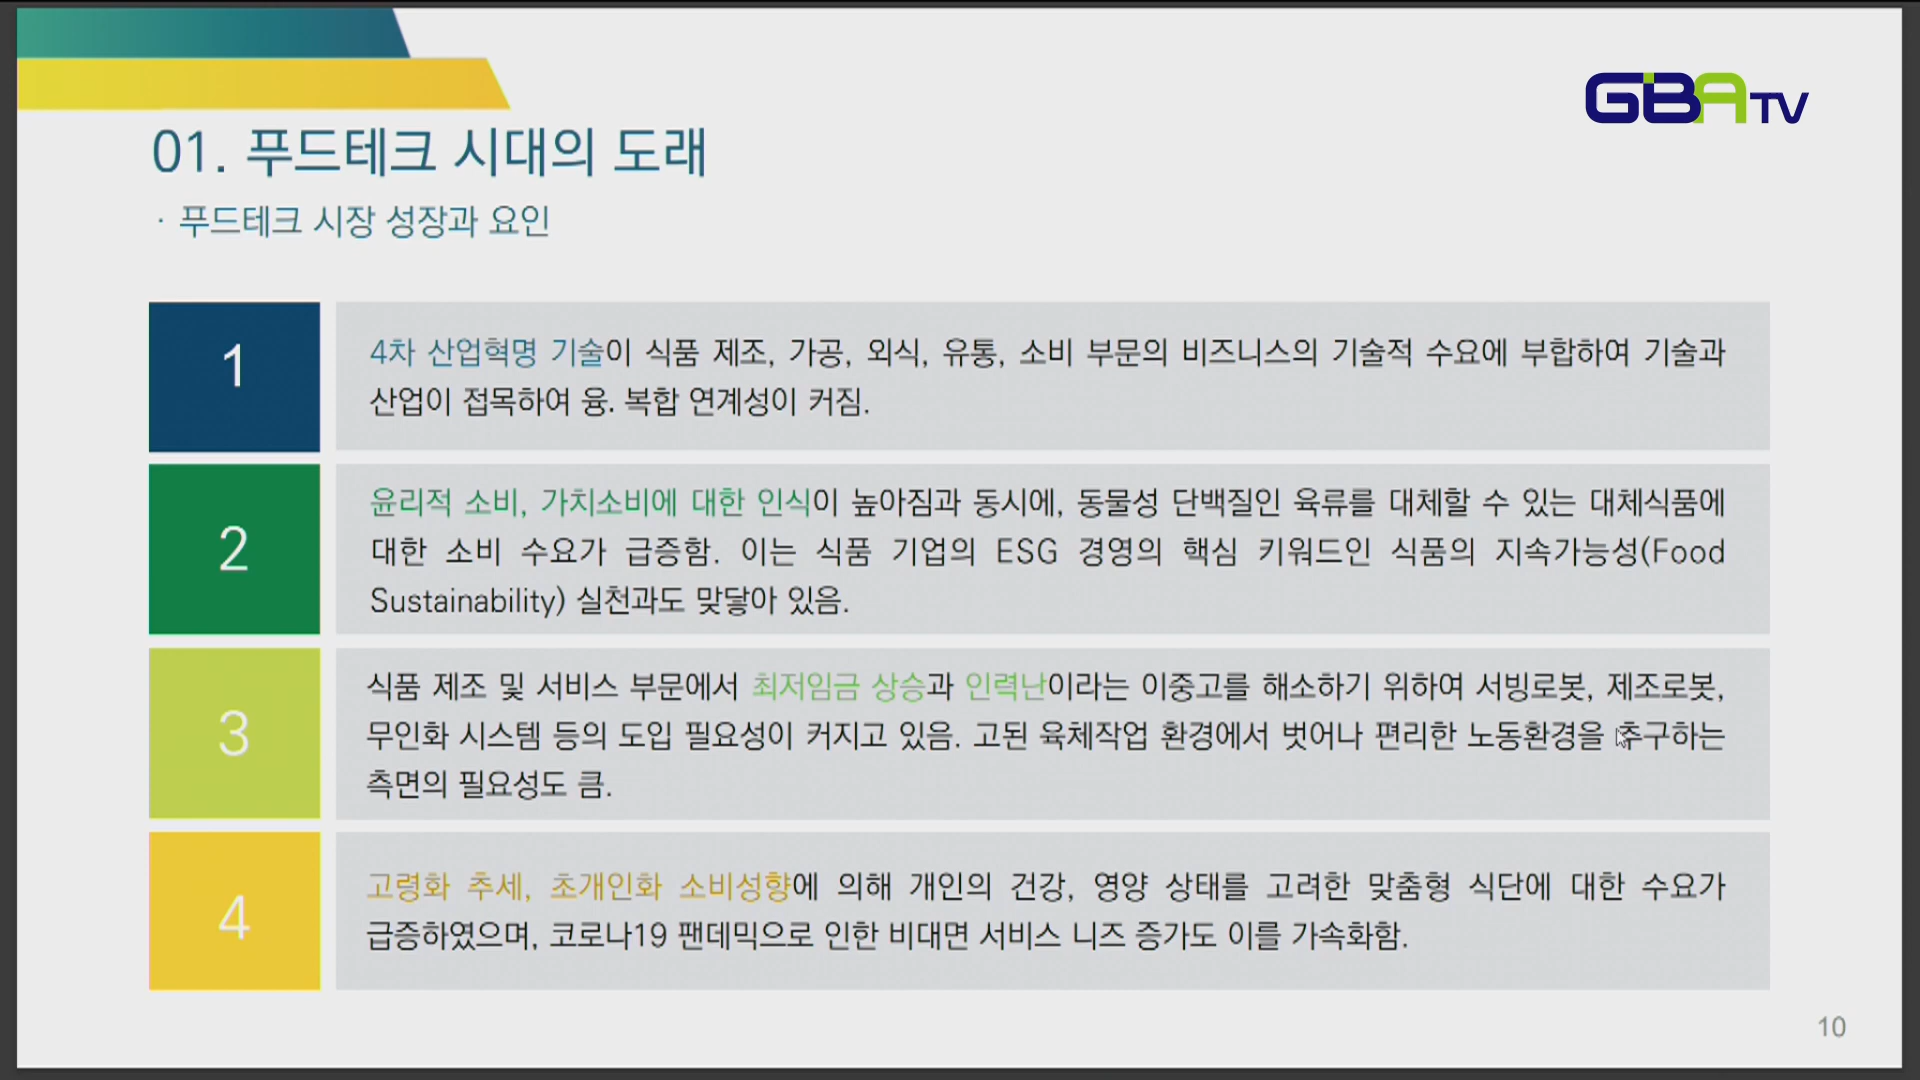 GBA TV
01. 푸드테크 시대의 도래
· 푸드테크 시장 성장과 요인
1
4차 산업혁명 기술이 식품 제조, 가공, 외식, 유통, 소비 부문의 비즈니스의 기술적 수요에 부합하여 기술과
산업이 접목하여 융. 복합 연계성이 커짐.
2
윤리적 소비, 가치소비에 대한 인식이 높아짐과 동시에, 동물성 단백질인 육류를 대체할 수 있는 대체식품에
대한 소비 수요가 급증함. 이는 식품 기업의 ESG 경영의 핵심 키워드인 식품의 지속가능성(Food
Sustainability) 실천과도 맞닿아 있음.
3
식품 제조 및 서비스 부문에서 최저임금 상승과 인력난이라는 이중고를 해소하기 위하여 서빙로봇, 제조로봇,
무인화 시스템 등의 도입 필요성이 커지고 있음. 고된 육체작업 환경에서 벗어나 편리한 노동환경을 추구하는
측면의 필요성도 큼.
4
고령화 추세, 초개인화 소비성향에 의해 개인의 건강, 영양 상태를 고려한 맞춤형 식단에 대한 수요가
급증하였으며, 코로나19 팬데믹으로 인한 비대면 서비스 니즈 증가도 이를 가속화함.
10